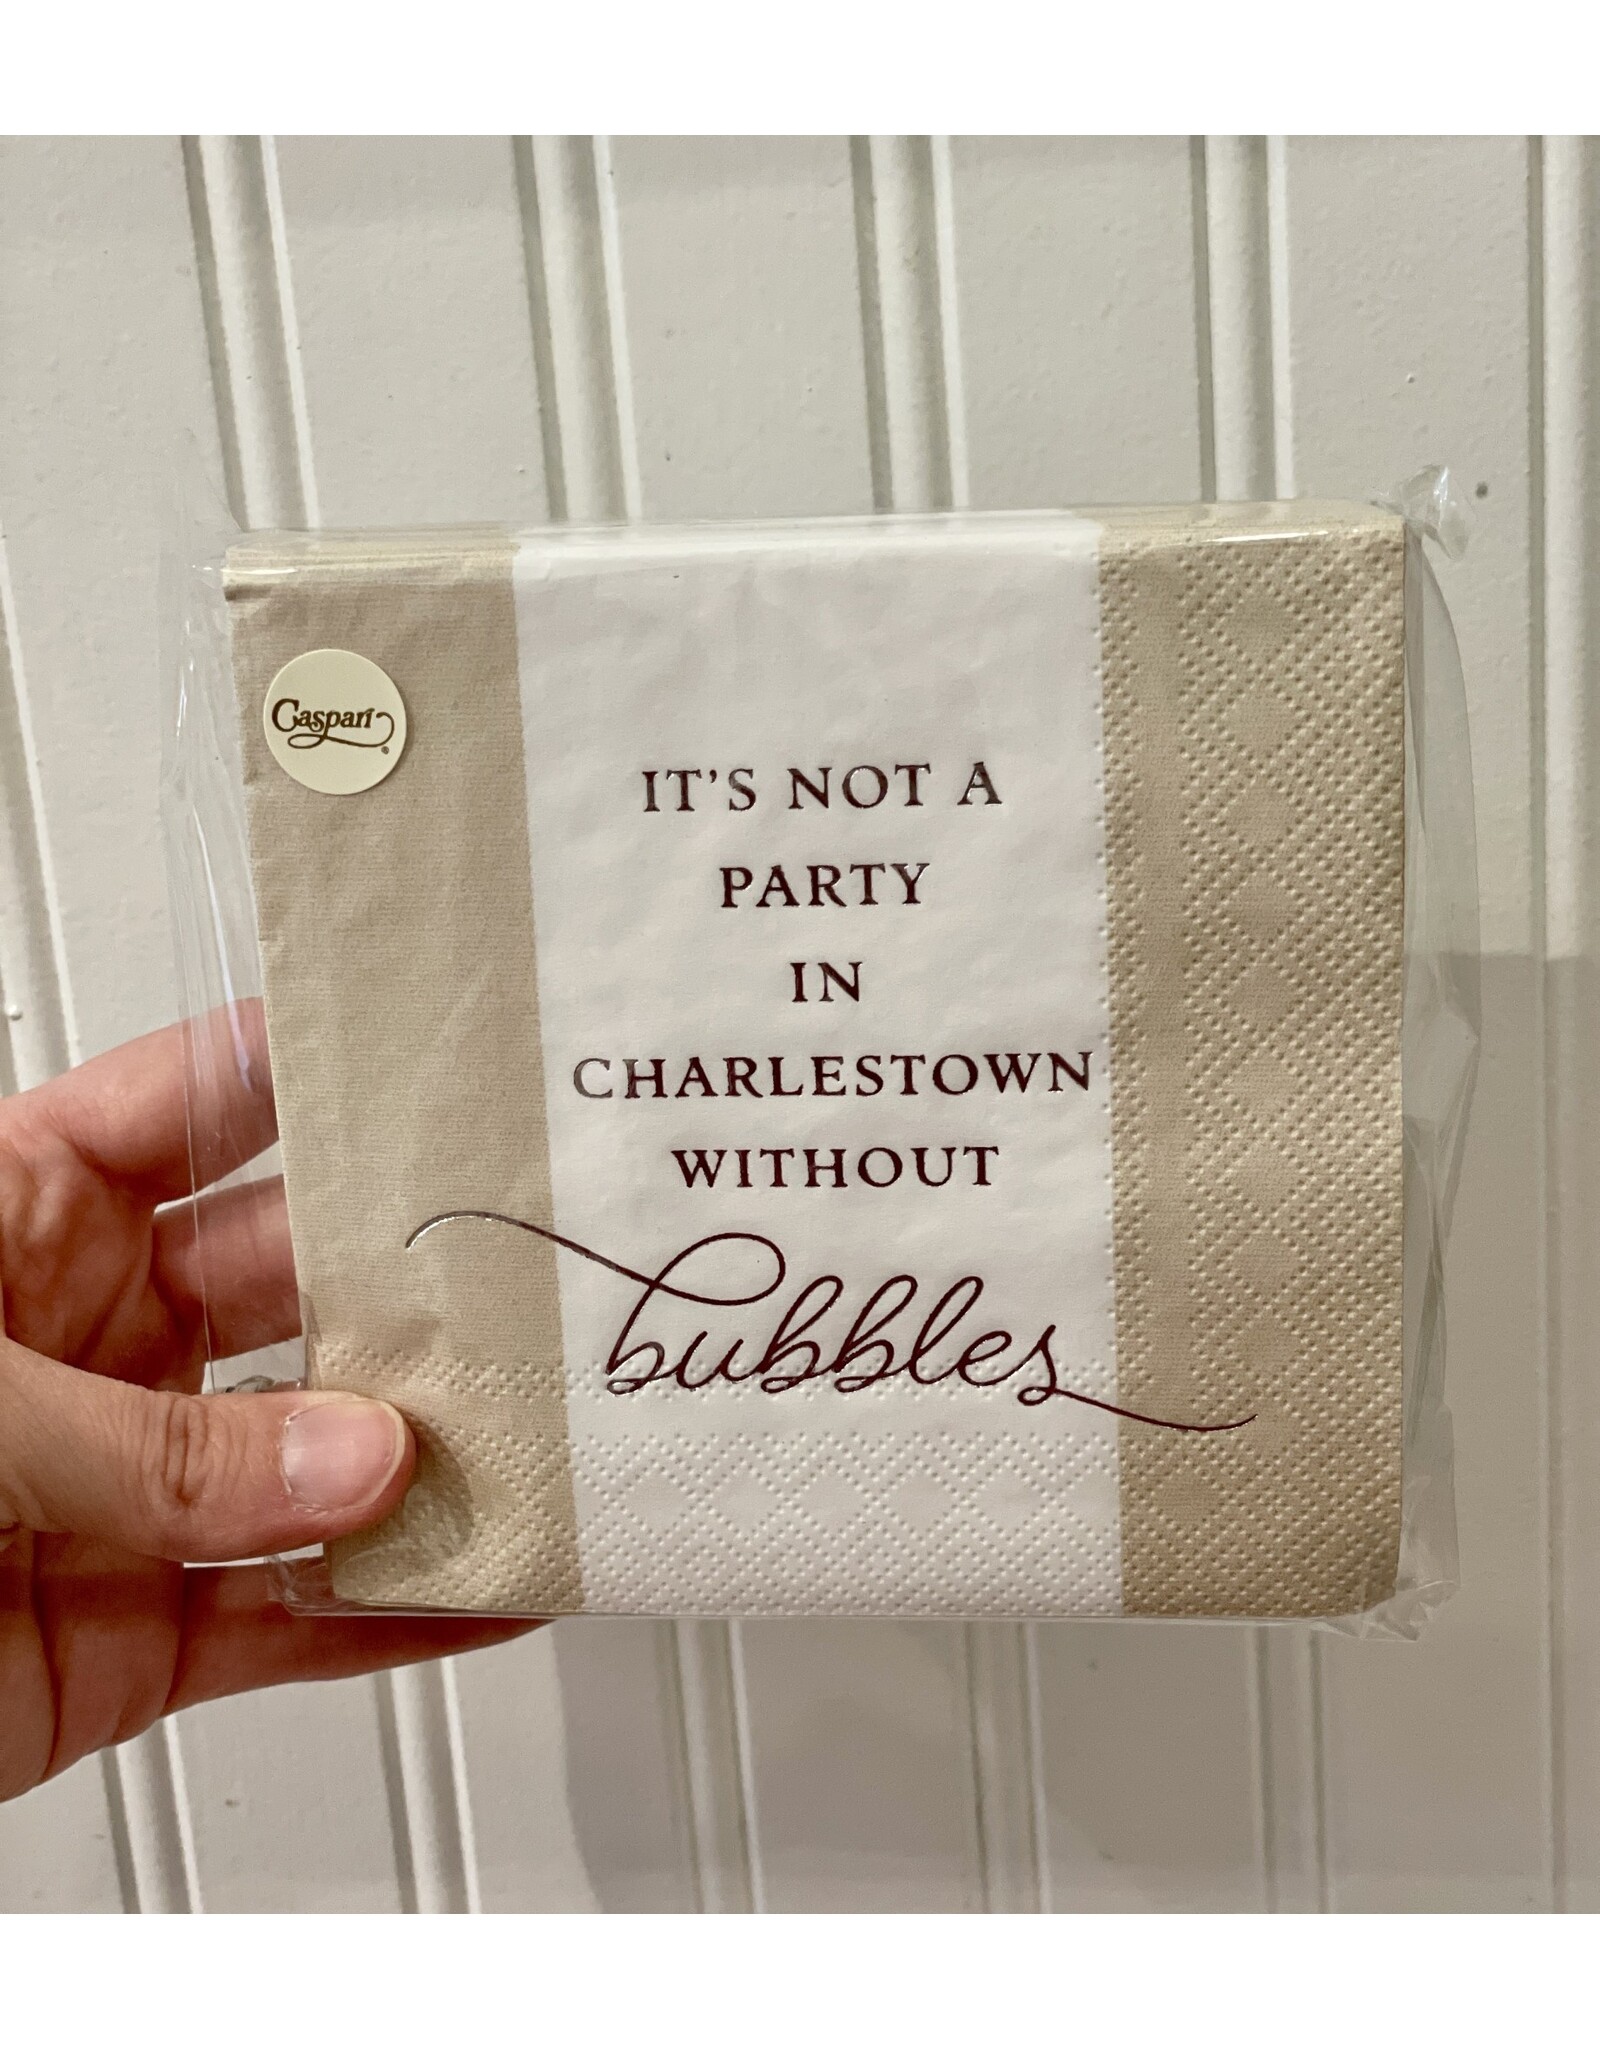 Caspari®
IT'S NOT A
PARTY
IN
CHARLESTOWN
WITHOUT
bubbles